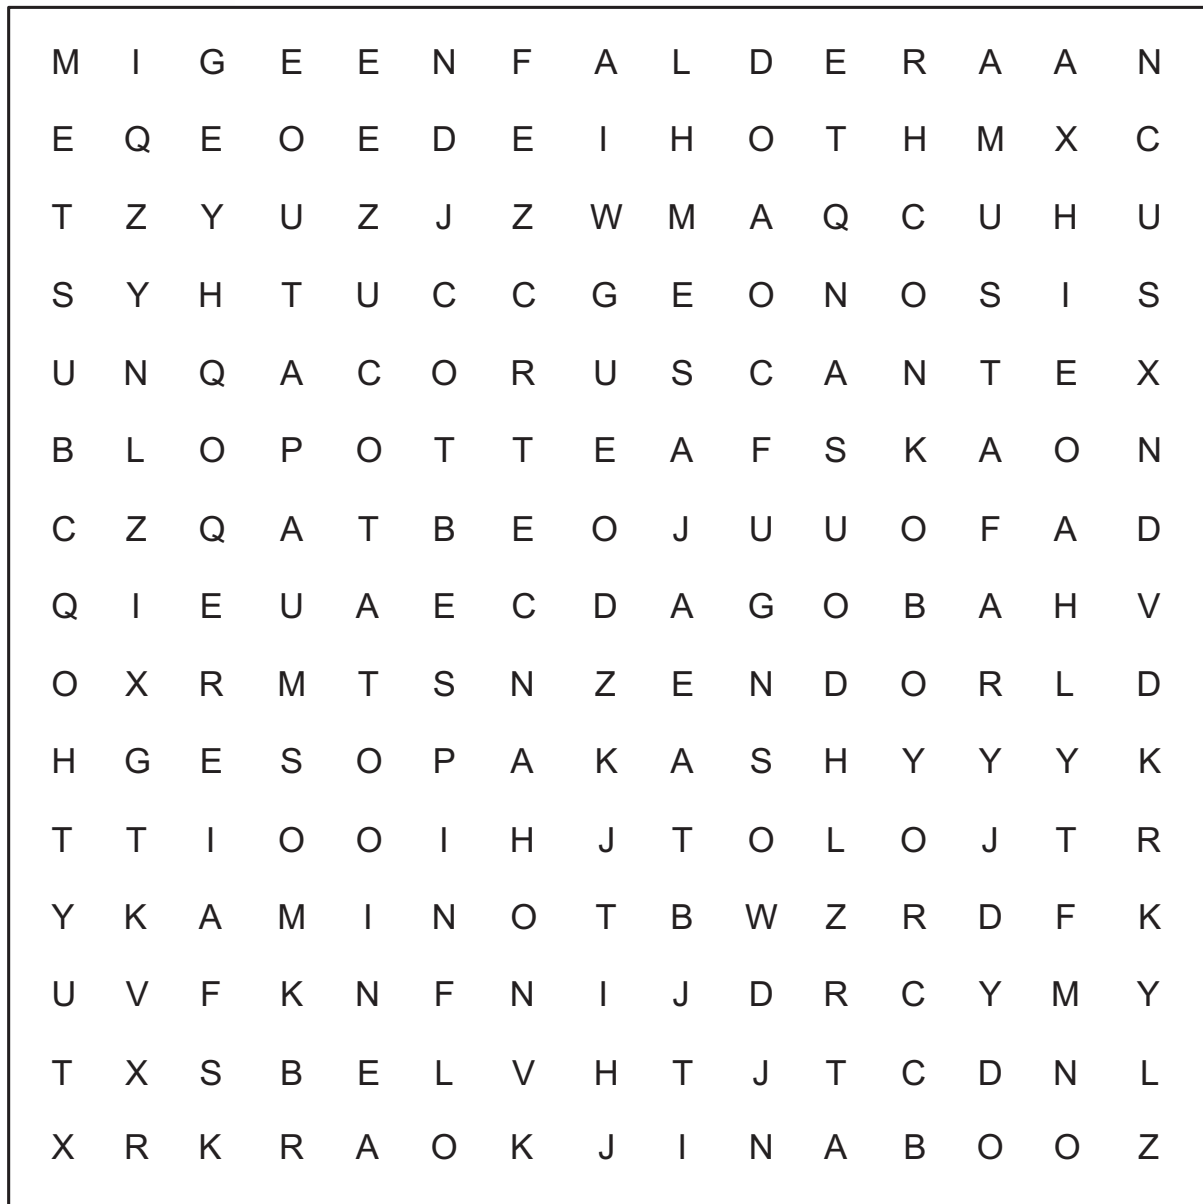 M I G E E N F A L D E R A A N
E Q E O E D E I H O T H M X C
T Z Y U Z J Z W M A Q C U H U
S Y H T U C C G E O N O S I S
U N Q A C O R U S C A N T E X
B L O P O T T E A F S K A O N
C Z Q A T B E O J U U O F A D
Q I E U A E C D A G O B A H V
O X R M T S N Z E N D O R L D
H G E S O P A K A S H Y Y Y K
T T I O O I H J T O L O J T R
Y K A M I N O T B W Z R D F K
U V F K N F N I J D R C Y M Y
T X S B E L V H T J T C D N L
X R K R A O K J I N A B O O Z